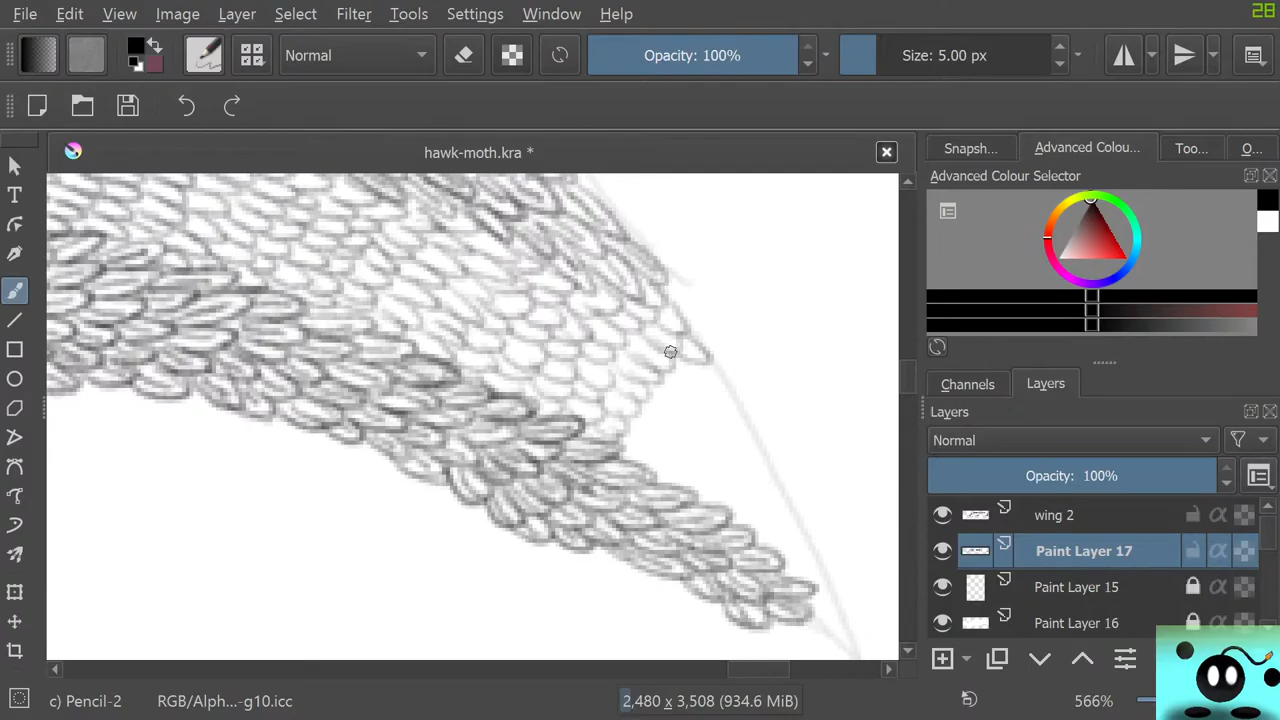 File Edit View Image Layer Select Filter Tools Settings Window Help
28
Normal
Opacity: 100%
Size: 5.00 px
hawk-moth.kra *
Snapsh...
Advanced Colou...
Too...
O...
Advanced Colour Selector
Channels
Layers
Layers
Normal
Opacity: 100%
wing 2
Paint Layer 17
Paint Layer 15
Paint Layer 16
c) Pencil-2
RGB/Alph...-g10.icc
2,480 x 3,508 (934.6 MiB)
566%